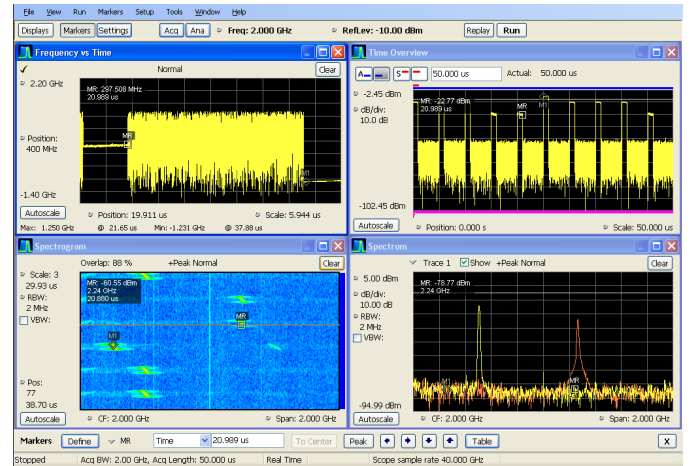 File View Run Markers Setup Tools Window Help
Displays Markers Settings Acq Ana Freq: 2.000 GHz RefLev: -10.00 dBm Replay Run
Frequency vs Time
Normal Clear
2.20 GHz
MR: 297.508 MHz
20.989 us
MR
Position:
400 MHz
M1
-1.40 GHz
Autoscale Position: 19.911 us Scale: 5.944 us
Max: 1.250 GHz @ 21.65 us Min: -1.231 GHz @ 37.88 us
Time Overview
A S 50.000 us Actual: 50.000 us
-2.45 dBm
MR: -22.77 dBm
20.989 us
MR M1
dB/div:
10.0 dB
-102.45 dBm
Autoscale Position: 0.000 s Scale: 50.000 us
Spectrogram
Overlap: 88 % +Peak Normal Clear
Scale: 3
29.93 us
MR: -60.55 dBm
2.24 GHz
20.880 us
RBW:
2 MHz
VBW:
MR
M1
Pos:
77
38.70 us
Autoscale CF: 2.000 GHz Span: 2.000 GHz
Spectrum
Trace 1 Show +Peak Normal Clear
5.00 dBm
MR: -78.77 dBm
2.24 GHz
dB/div:
10.00 dB
RBW:
2 MHz
VBW:
M1 MR
-94.99 dBm
Autoscale CF: 2.000 GHz Span: 2.000 GHz
Markers Define MR Time 20.989 us To Center Peak Table X
Stopped Acq BW: 2.00 GHz, Acq Length: 50.000 us Real Time Scope sample rate 40.000 GHz